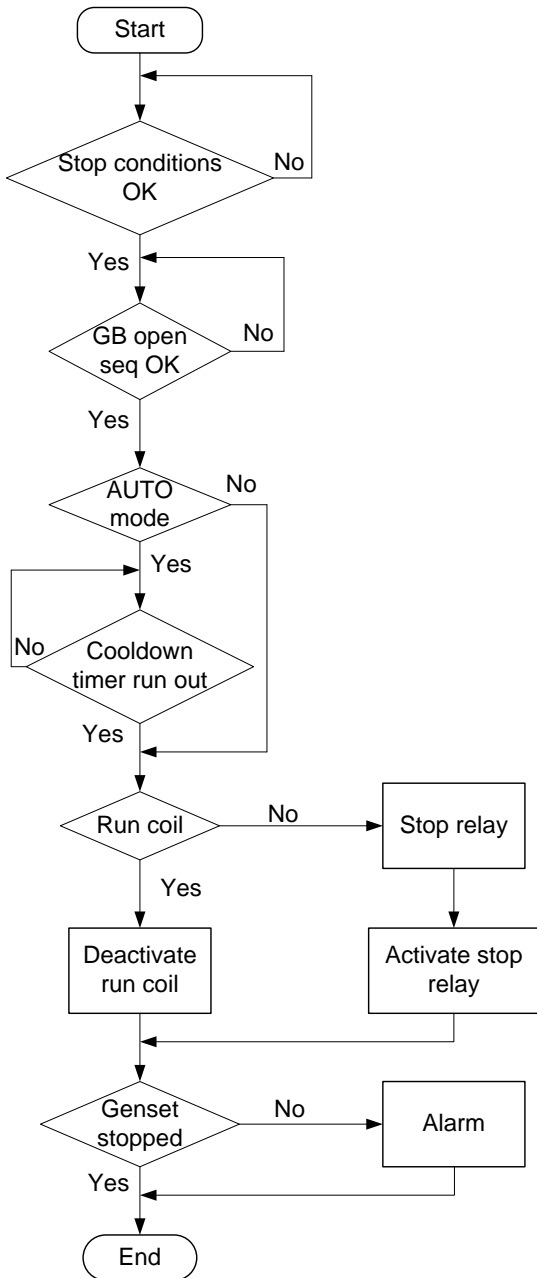 Start
Stop conditions
OK
No
Yes
GB open
seq OK
No
Yes
AUTO
mode
No
Yes
Cooldown
timer run out
No
Yes
Run coil
No
Stop relay
Yes
Deactivate
run coil
Activate stop
relay
Genset
stopped
No
Alarm
Yes
End